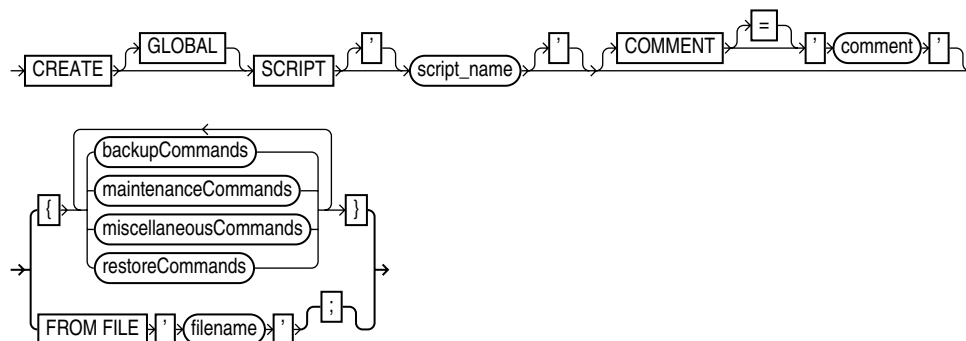 CREATE GLOBAL SCRIPT ' script_name ' COMMENT = ' comment '
{ backupCommands }
maintenanceCommands
miscellaneousCommands
restoreCommands
FROM FILE ' filename ' ;